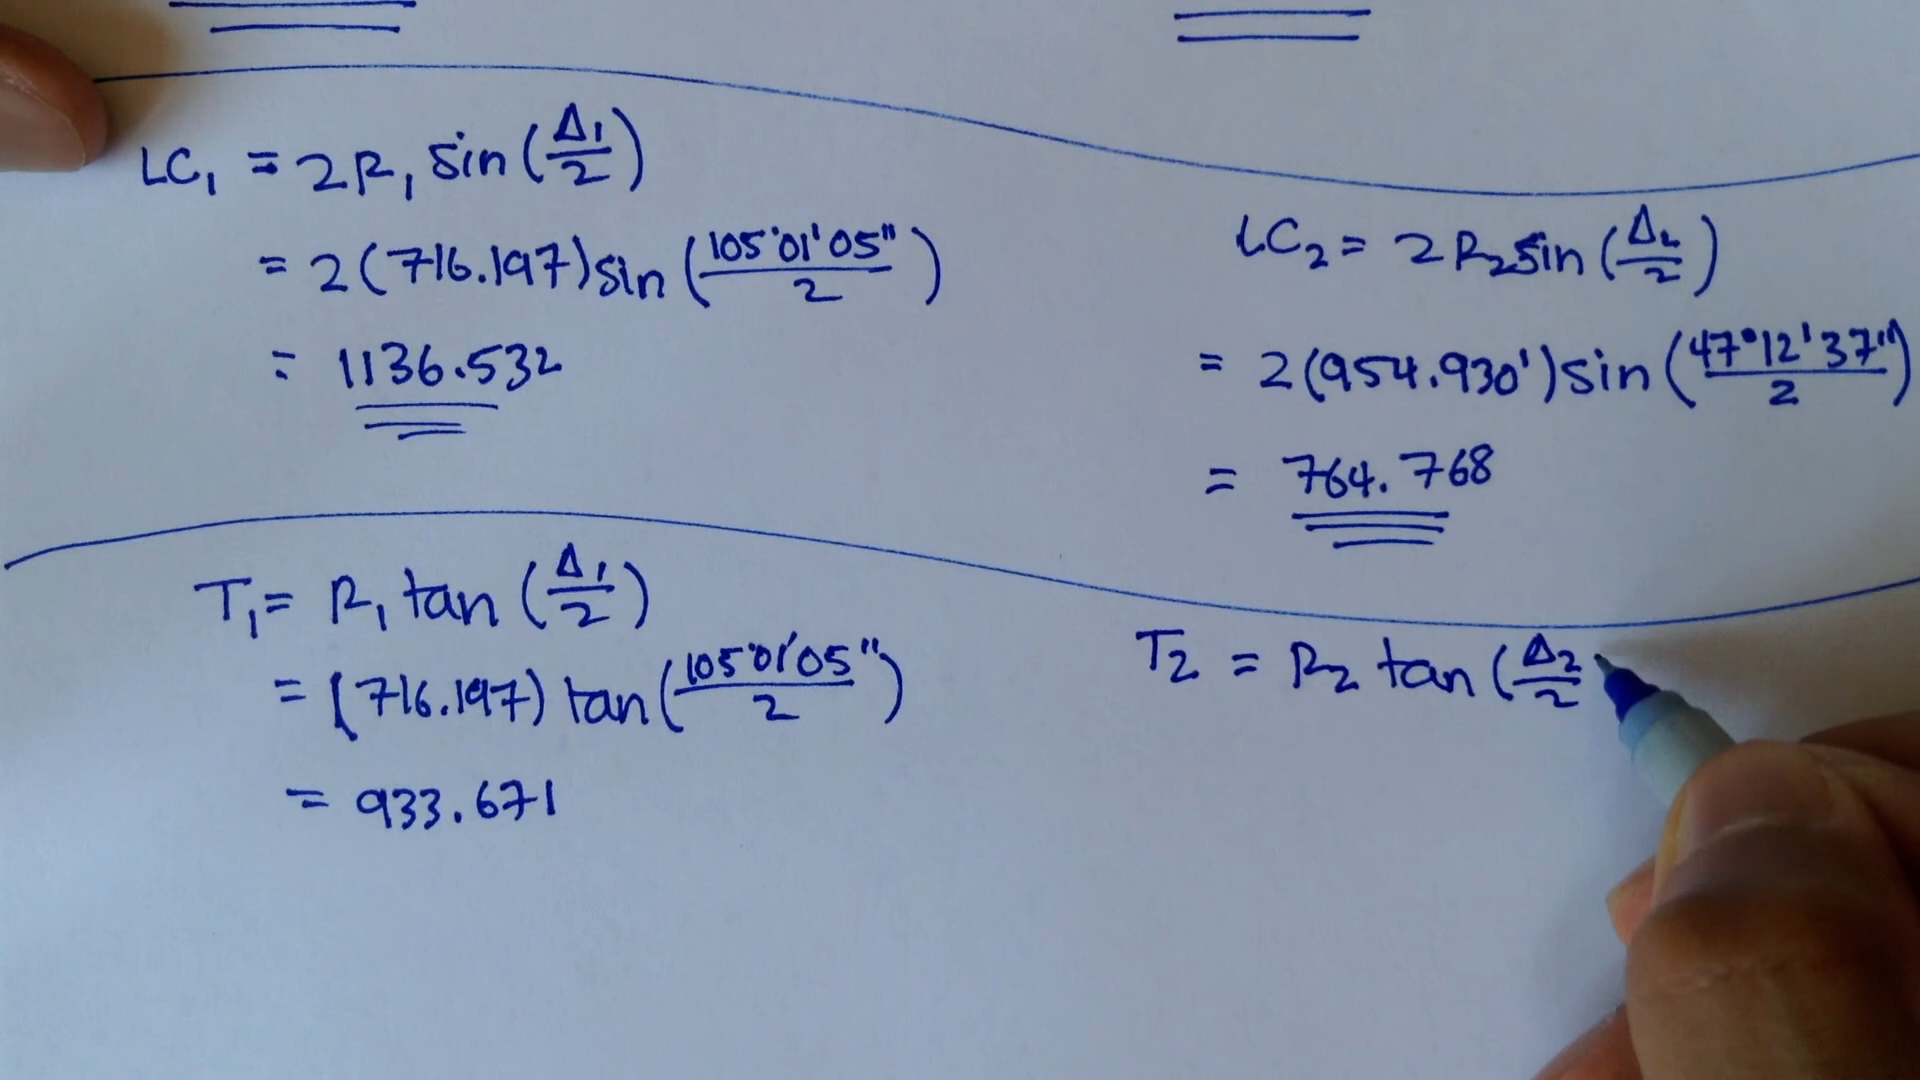 LC₁ = 2R₁ sin(Δ₁/2)
= 2(716.197) sin(105°01'05"/2)
= 1136.532
LC₂ = 2R₂ sin(Δ₂/2)
= 2(954.930') sin(47°12'37"/2)
= 764.768
T₁ = R₁ tan(Δ₁/2)
= (716.197) tan(105°01'05"/2)
= 933.671
T₂ = R₂ tan(Δ₂/2